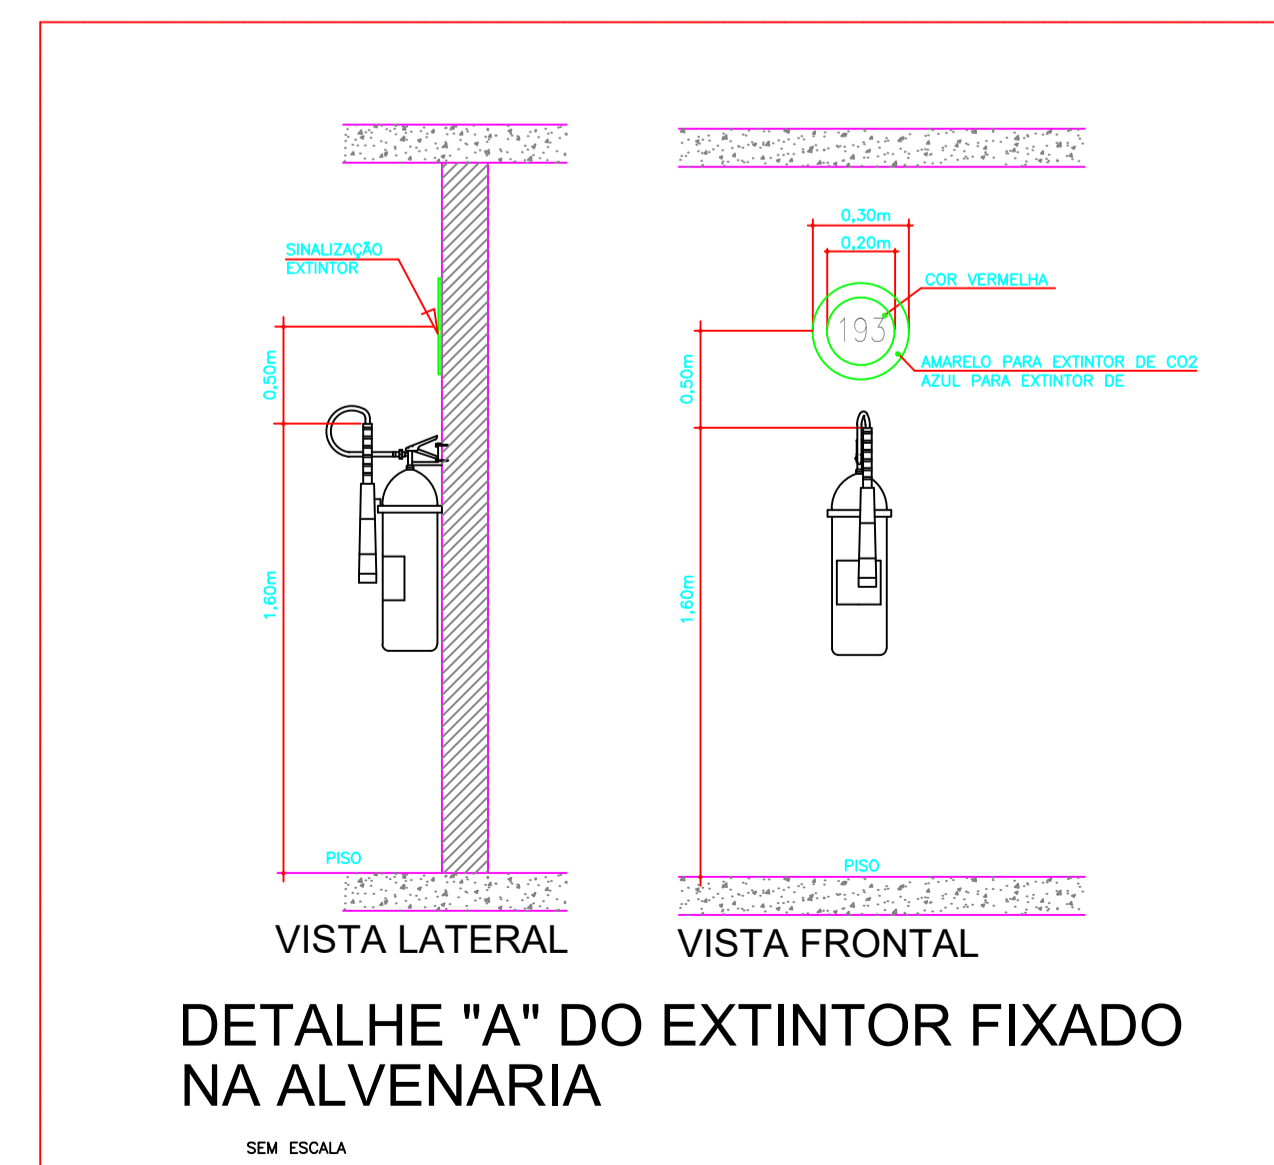 0,30m
0,20m
SINALIZAÇÃO
EXTINTOR
COR VERMELHA
193
AMARELO PARA EXTINTOR DE CO2
AZUL PARA EXTINTOR DE
0,50m
0,50m
1,60m
1,60m
PISO
PISO
VISTA LATERAL
VISTA FRONTAL
DETALHE "A" DO EXTINTOR FIXADO
NA ALVENARIA
SEM ESCALA